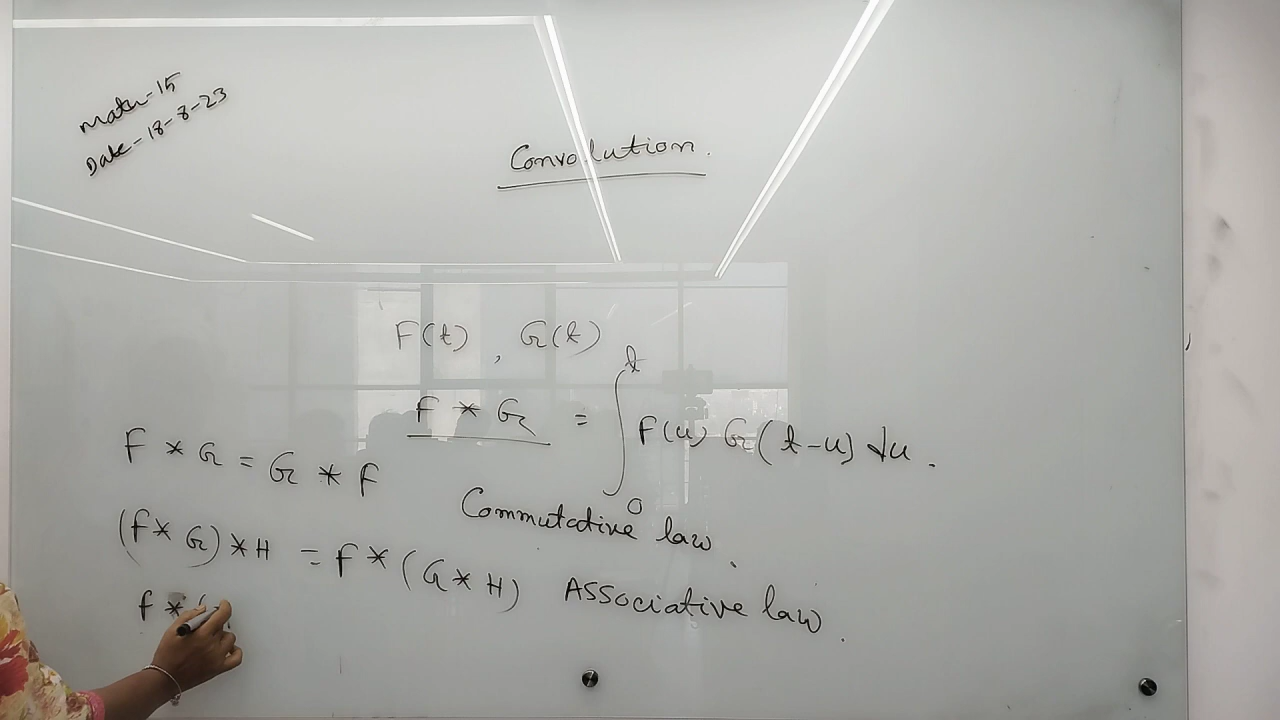 Math-15
Date-18-8-23
Convolution.
F(t), G(t)
F * G = ∫₀ᵗ F(u) G(t-u) du.
F * G = G * F Commutative law.
(F * G) * H = F * (G * H) Associative law.
F * (